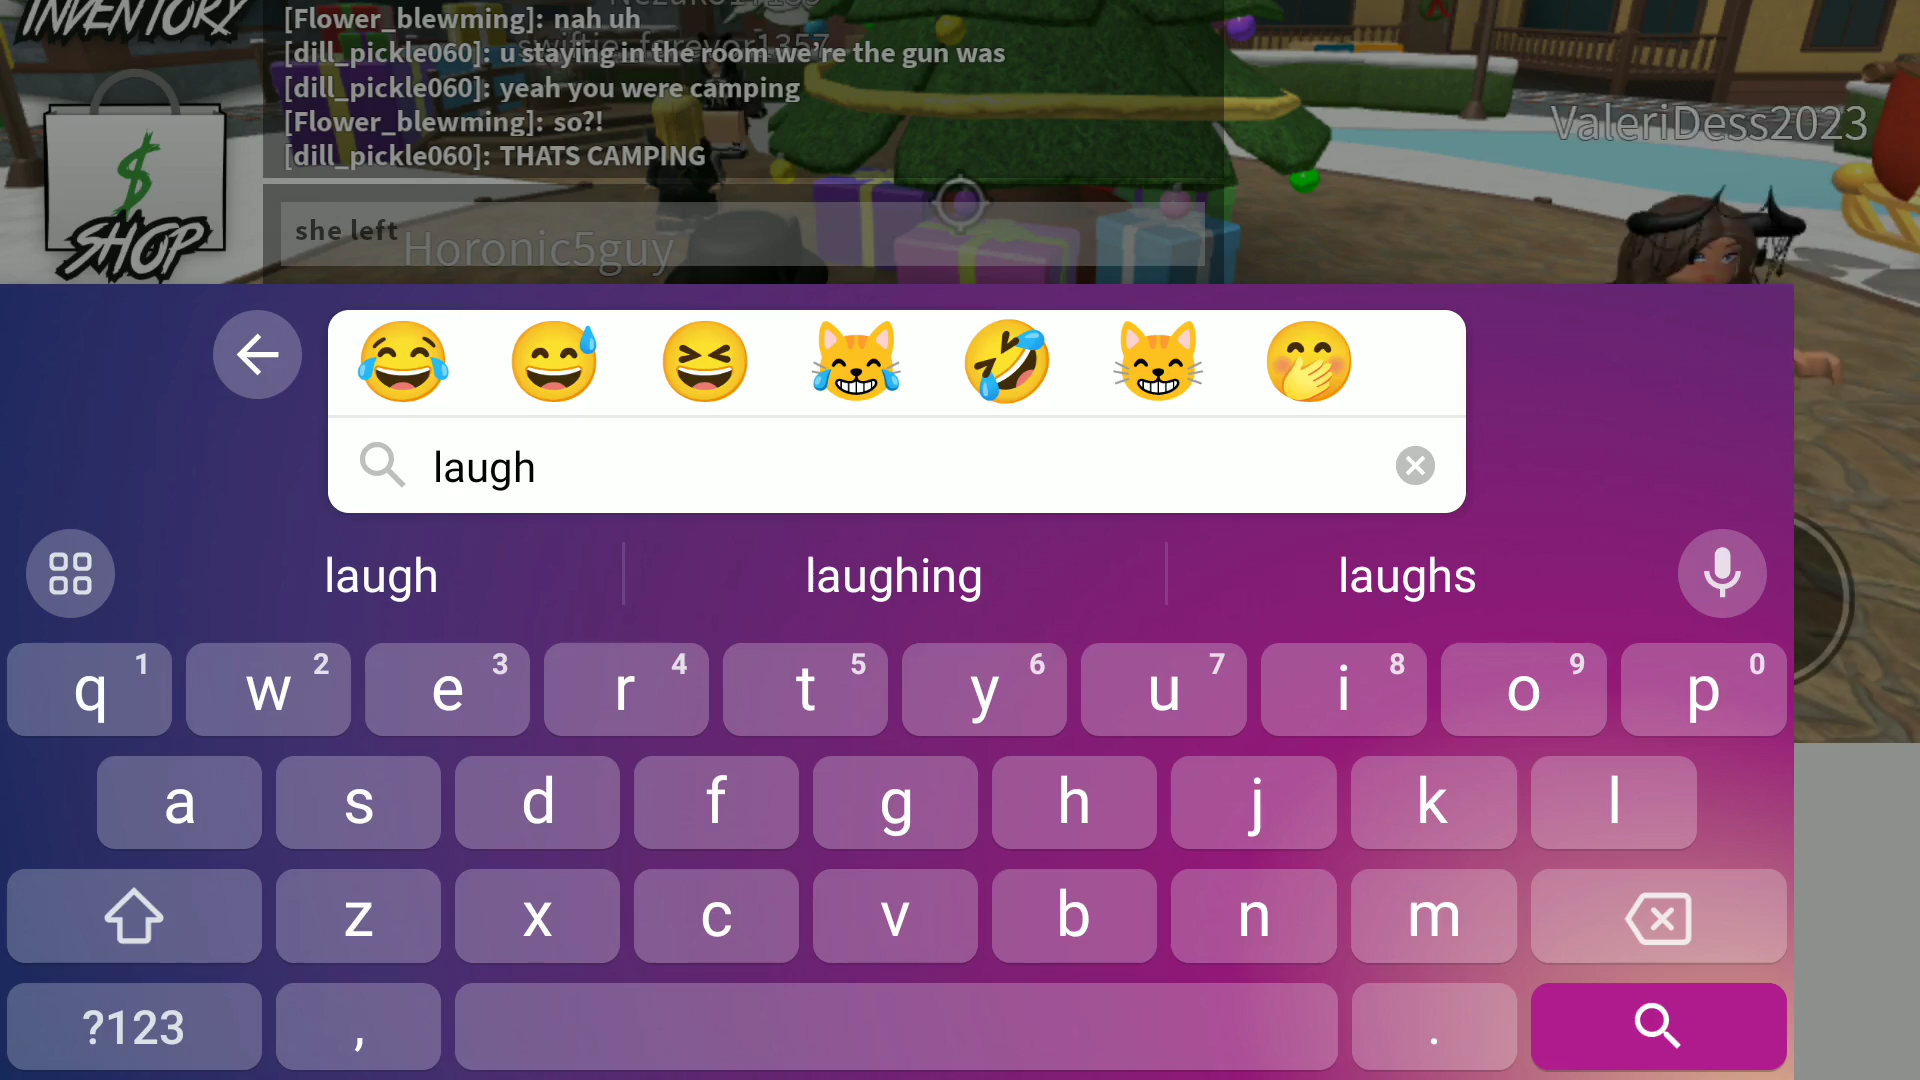 INVENTORY
[Flower_blewming]: nah uh
[dill_pickle060]: u staying in the room we're the gun was
[dill_pickle060]: yeah you were camping
[Flower_blewming]: so?!
[dill_pickle060]: THATS CAMPING
ValeriDess2023
$
SHOP
she left
Horonic5guy
laugh
laugh laughing laughs
q 1 w 2 e 3 r 4 t 5 y 6 u 7 i 8 o 9 p 0
a s d f g h j k l
z x c v b n m
?123 , .